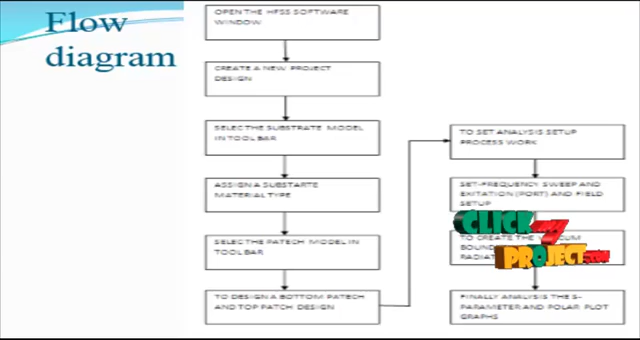 Flow
diagram
OPEN THE HFSS SOFTWARE
WINDOW
CREATE A NEW PROJECT
DESIGN
SELECT THE SUBSTRATE MODEL
IN TOOL BAR
ASSIGN A SUBSTARTE
MATERIAL TYPE
SELECT THE PATECH MODEL IN
TOOL BAR
TO DESIGN A BOTTOM PATECH
AND TOP PATCH DESIGN
TO SET ANALYSIS SETUP
PROCESS WORK
SET-FREQUENCY SWEEP AND
EXITATION (PORT) AND FIELD
SETUP
TO CREATE THE
FINALLY ANALYSIS THE S-
PARAMETER AND POLAR PLOT
GRAPHS
CLICK my
PROJECT.com